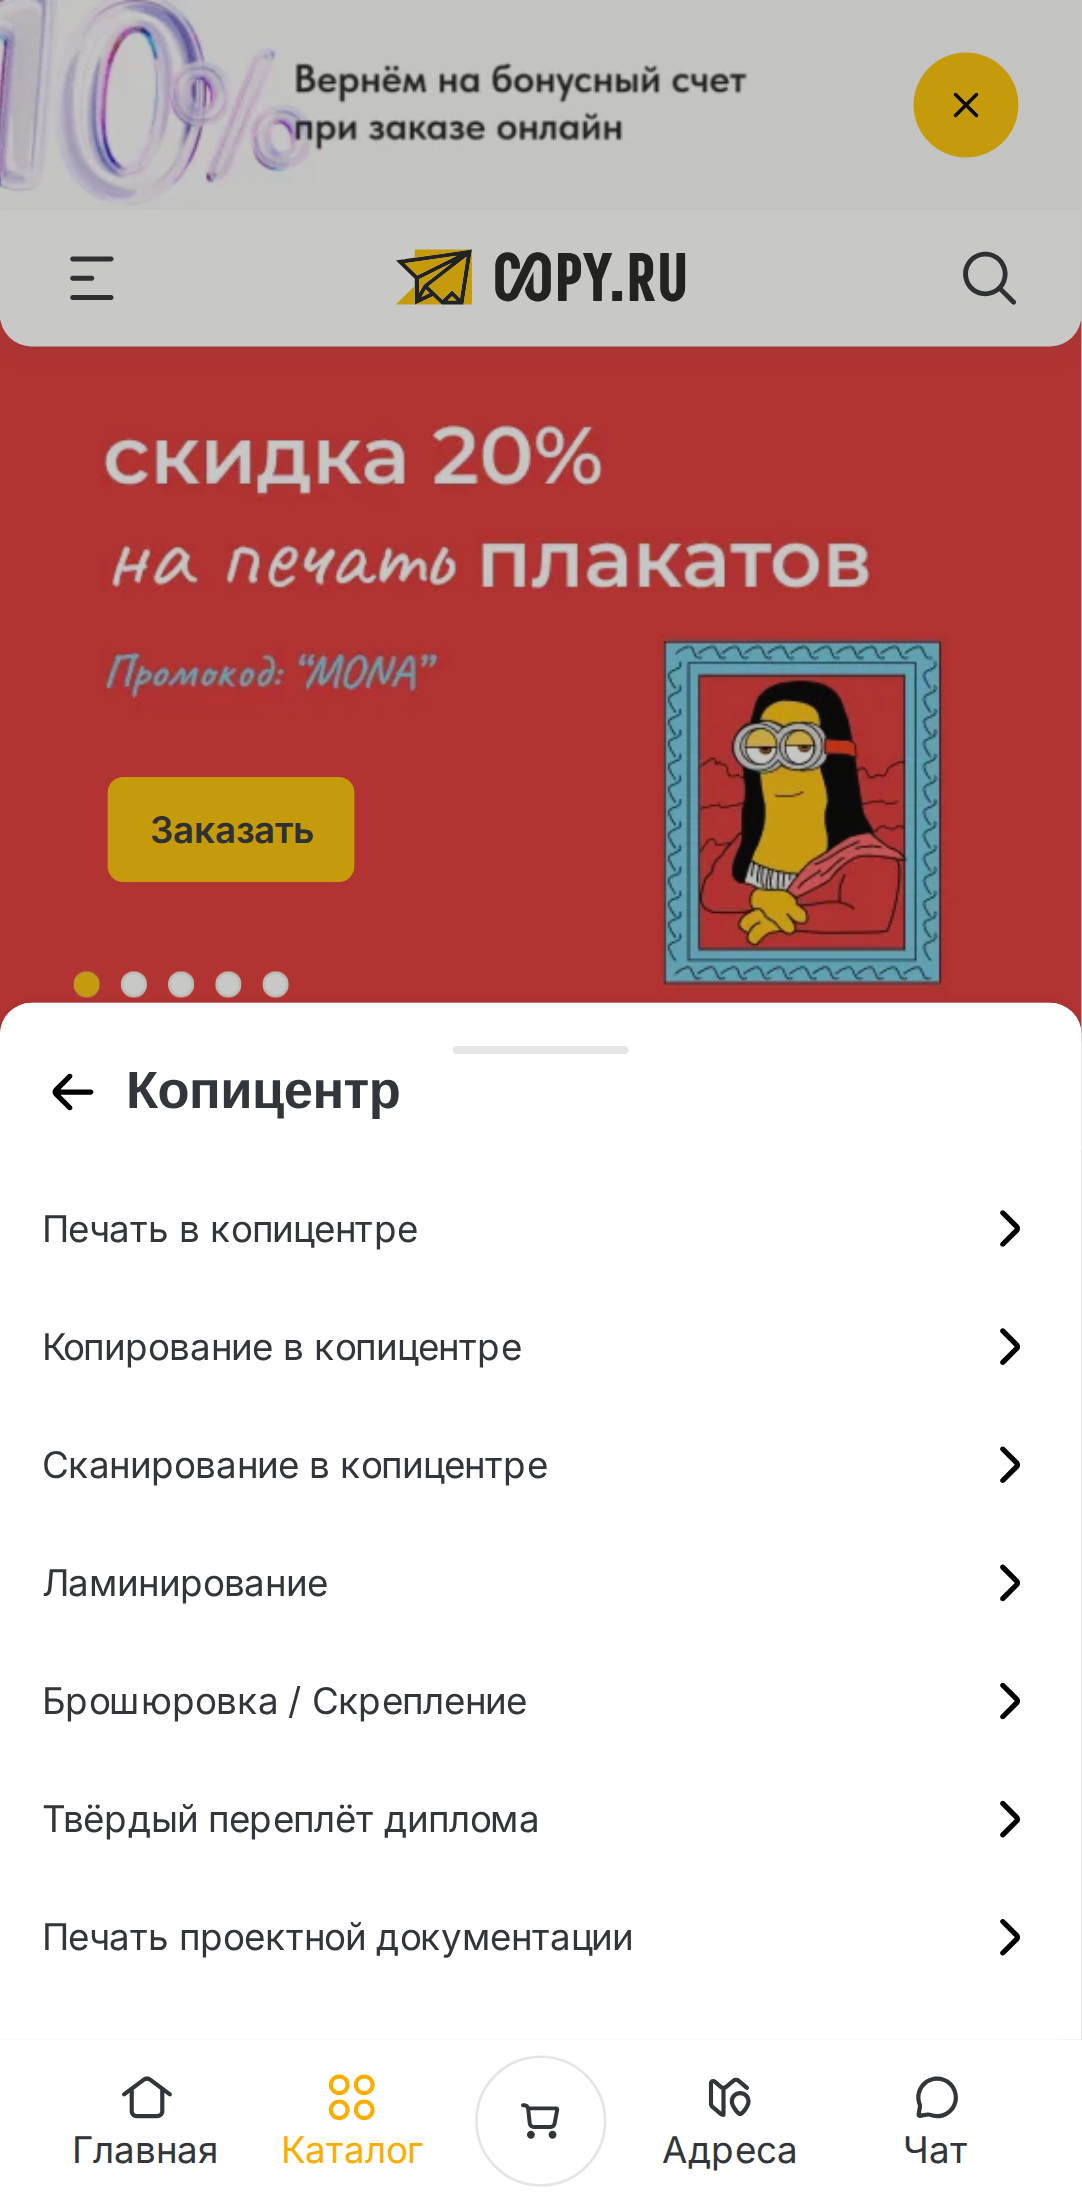 10%
Вернём на бонусный счет
при заказе онлайн
COPY.RU
скидка 20%
на печать плакатов
Промокод: “MONA”
Заказать
Копицентр
Печать в копицентре
Копирование в копицентре
Сканирование в копицентре
Ламинирование
Брошюровка / Скрепление
Твёрдый переплёт диплома
Печать проектной документации
Главная
Каталог
Адреса
Чат